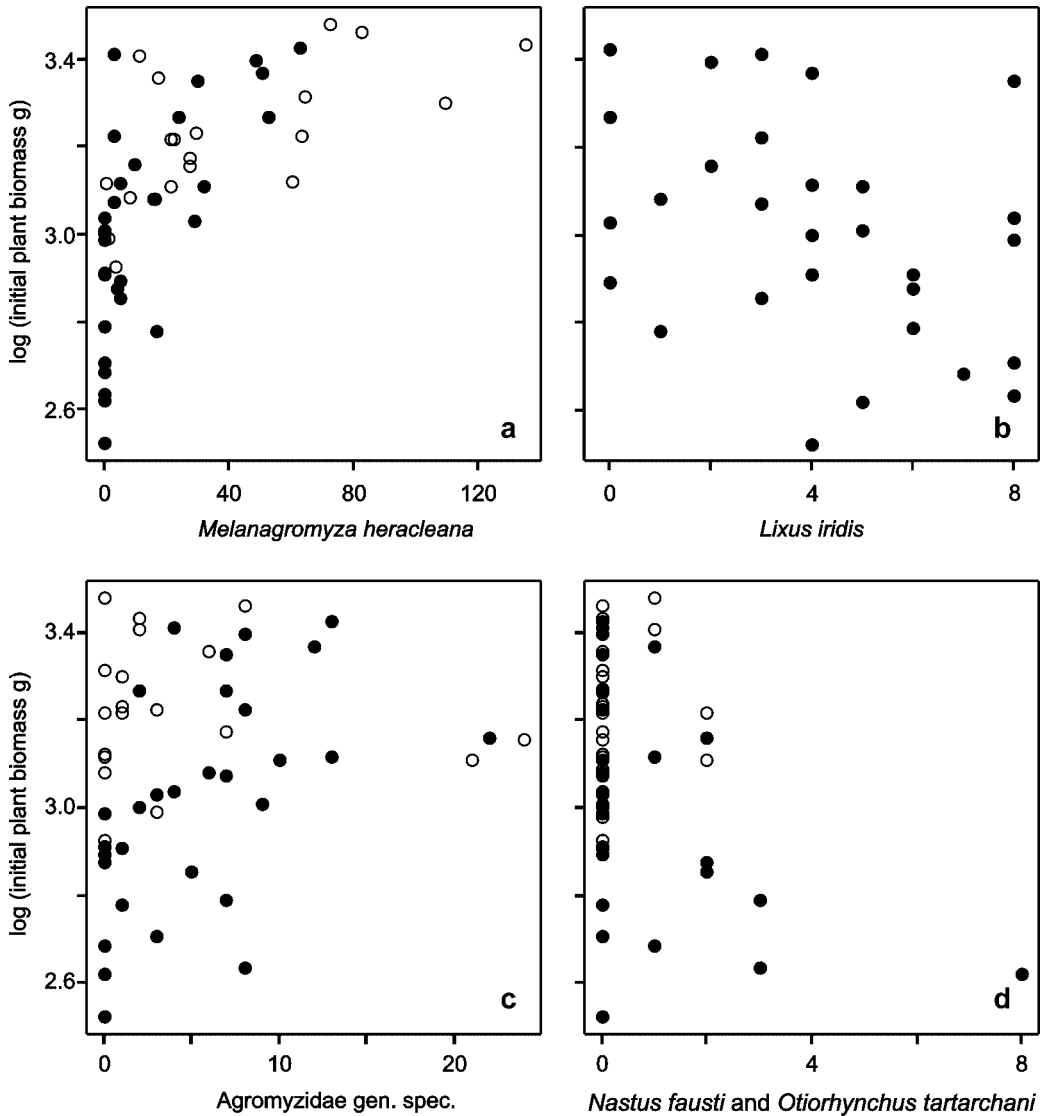 log (initial plant biomass g)
3.4
3.0
2.6
a
b
0 40 80 120
0 4 8
Melanagromyza heracleana
Lixus iridis
log (initial plant biomass g)
3.4
3.0
2.6
c
d
0 10 20
0 4 8
Agromyzidae gen. spec.
Nastus fausti and Otiorhynchus tartarchani